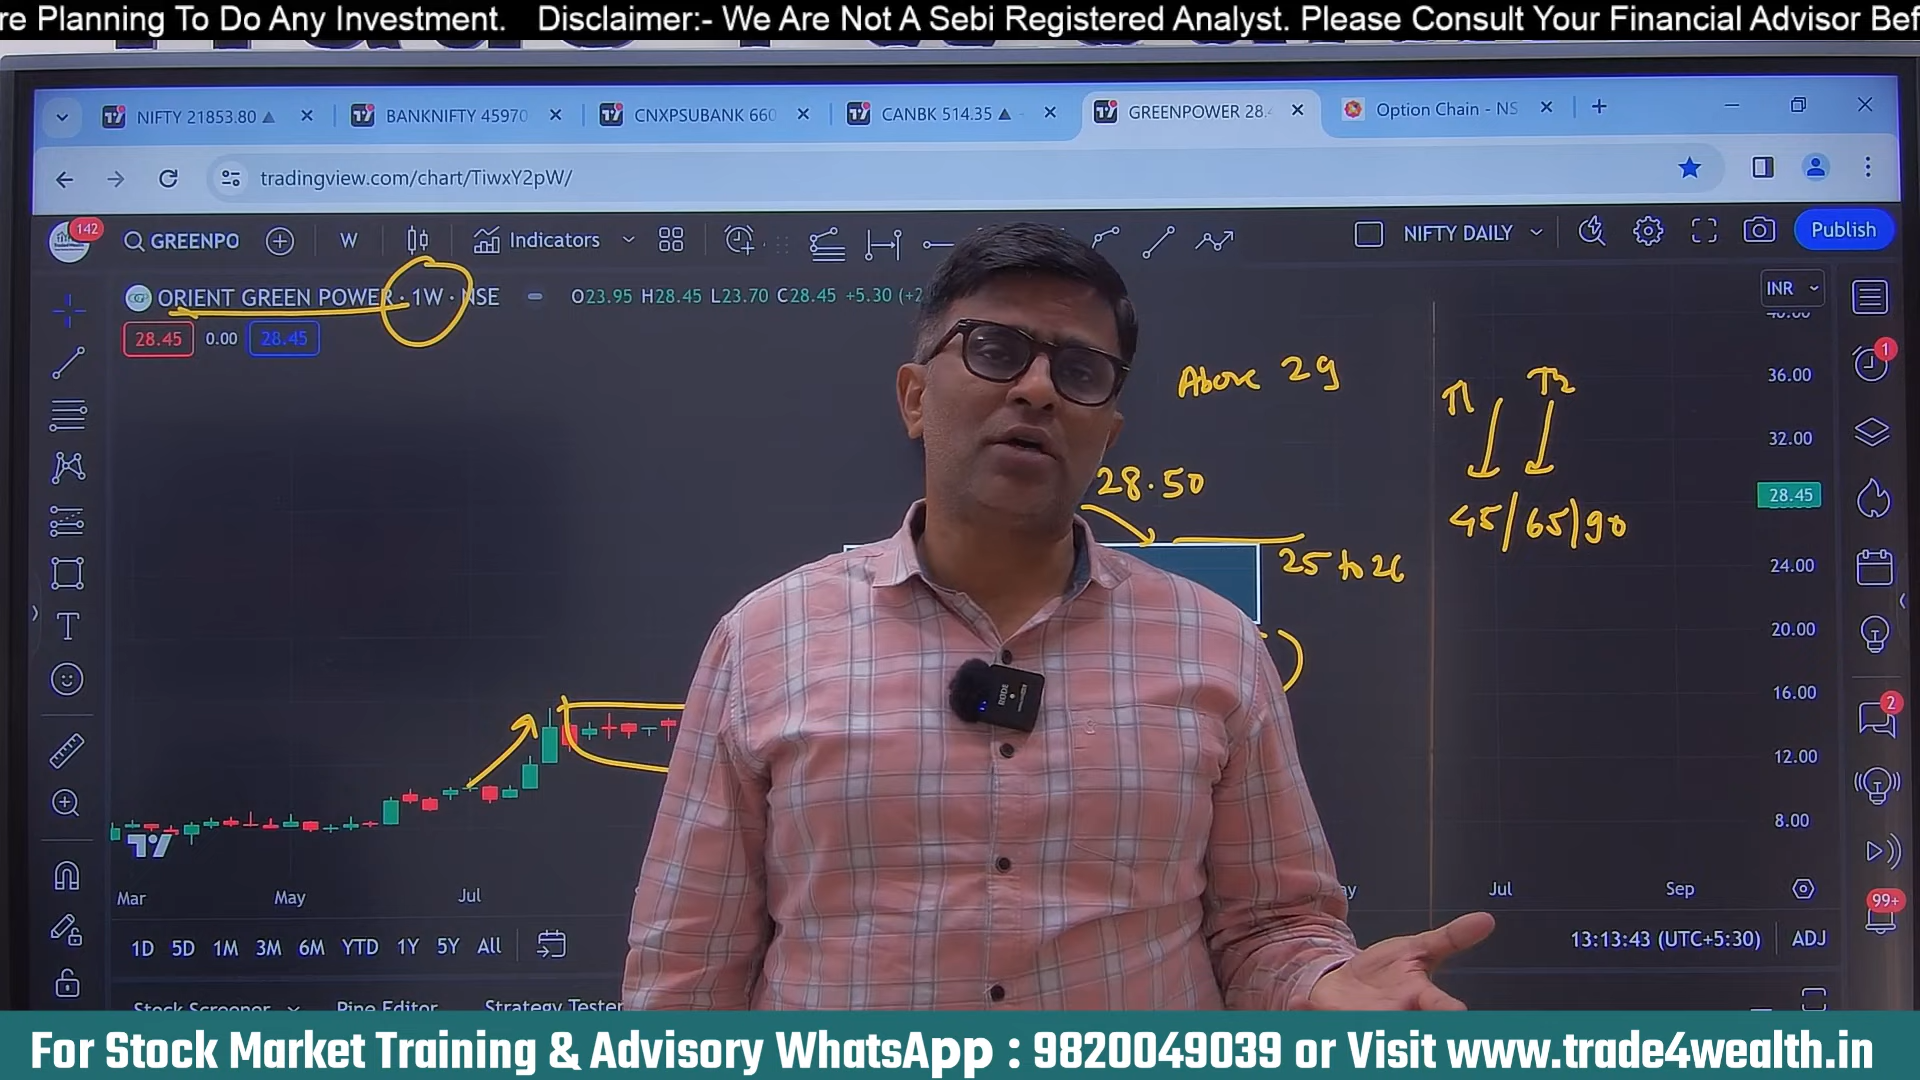 re Planning To Do Any Investment. Disclaimer:- We Are Not A Sebi Registered Analyst. Please Consult Your Financial Advisor Bef
NIFTY 21853.80 ▲
BANKNIFTY 45970
CNXPSUBANK 660
CANBK 514.35 ▲
GREENPOWER 28.
Option Chain - NS
tradingview.com/chart/TiwxY2pW/
142
GREENPO
W
Indicators
NIFTY DAILY
Publish
ORIENT GREEN POWER · 1W · NSE
O23.95 H28.45 L23.70 C28.45 +5.30 (+2
INR
28.45 0.00 28.45
40.00
1
Above 29
36.00
T1 T2
32.00
28.50
28.45
45/65/90
25 to 26
24.00
20.00
16.00
2
12.00
8.00
Mar May Jul
Jul Sep
99+
1D 5D 1M 3M 6M YTD 1Y 5Y All
13:13:43 (UTC+5:30) ADJ
RODE
Stock Screener Pine Editor Strategy Tester
For Stock Market Training & Advisory WhatsApp : 9820049039 or Visit www.trade4wealth.in